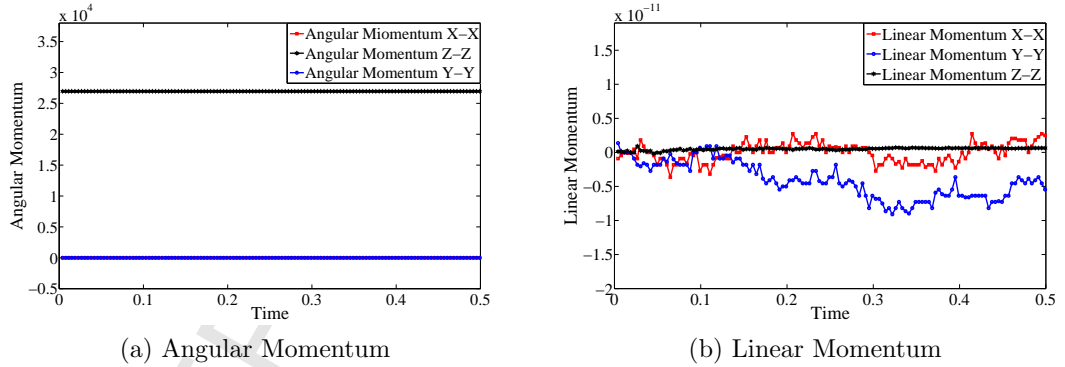 x 10⁴
Angular Miomentum X−X
Angular Momentum Z−Z
Angular Momentum Y−Y
3.5
3
2.5
2
1.5
1
0.5
0
−0.5
Angular Momentum
0
0.1
0.2
0.3
0.4
0.5
Time
(a) Angular Momentum
x 10⁻¹¹
Linear Momentum X−X
Linear Momentum Y−Y
Linear Momentum Z−Z
1.5
1
0.5
0
−0.5
−1
−1.5
−2
Linear Momentum
0
0.1
0.2
0.3
0.4
0.5
Time
(b) Linear Momentum